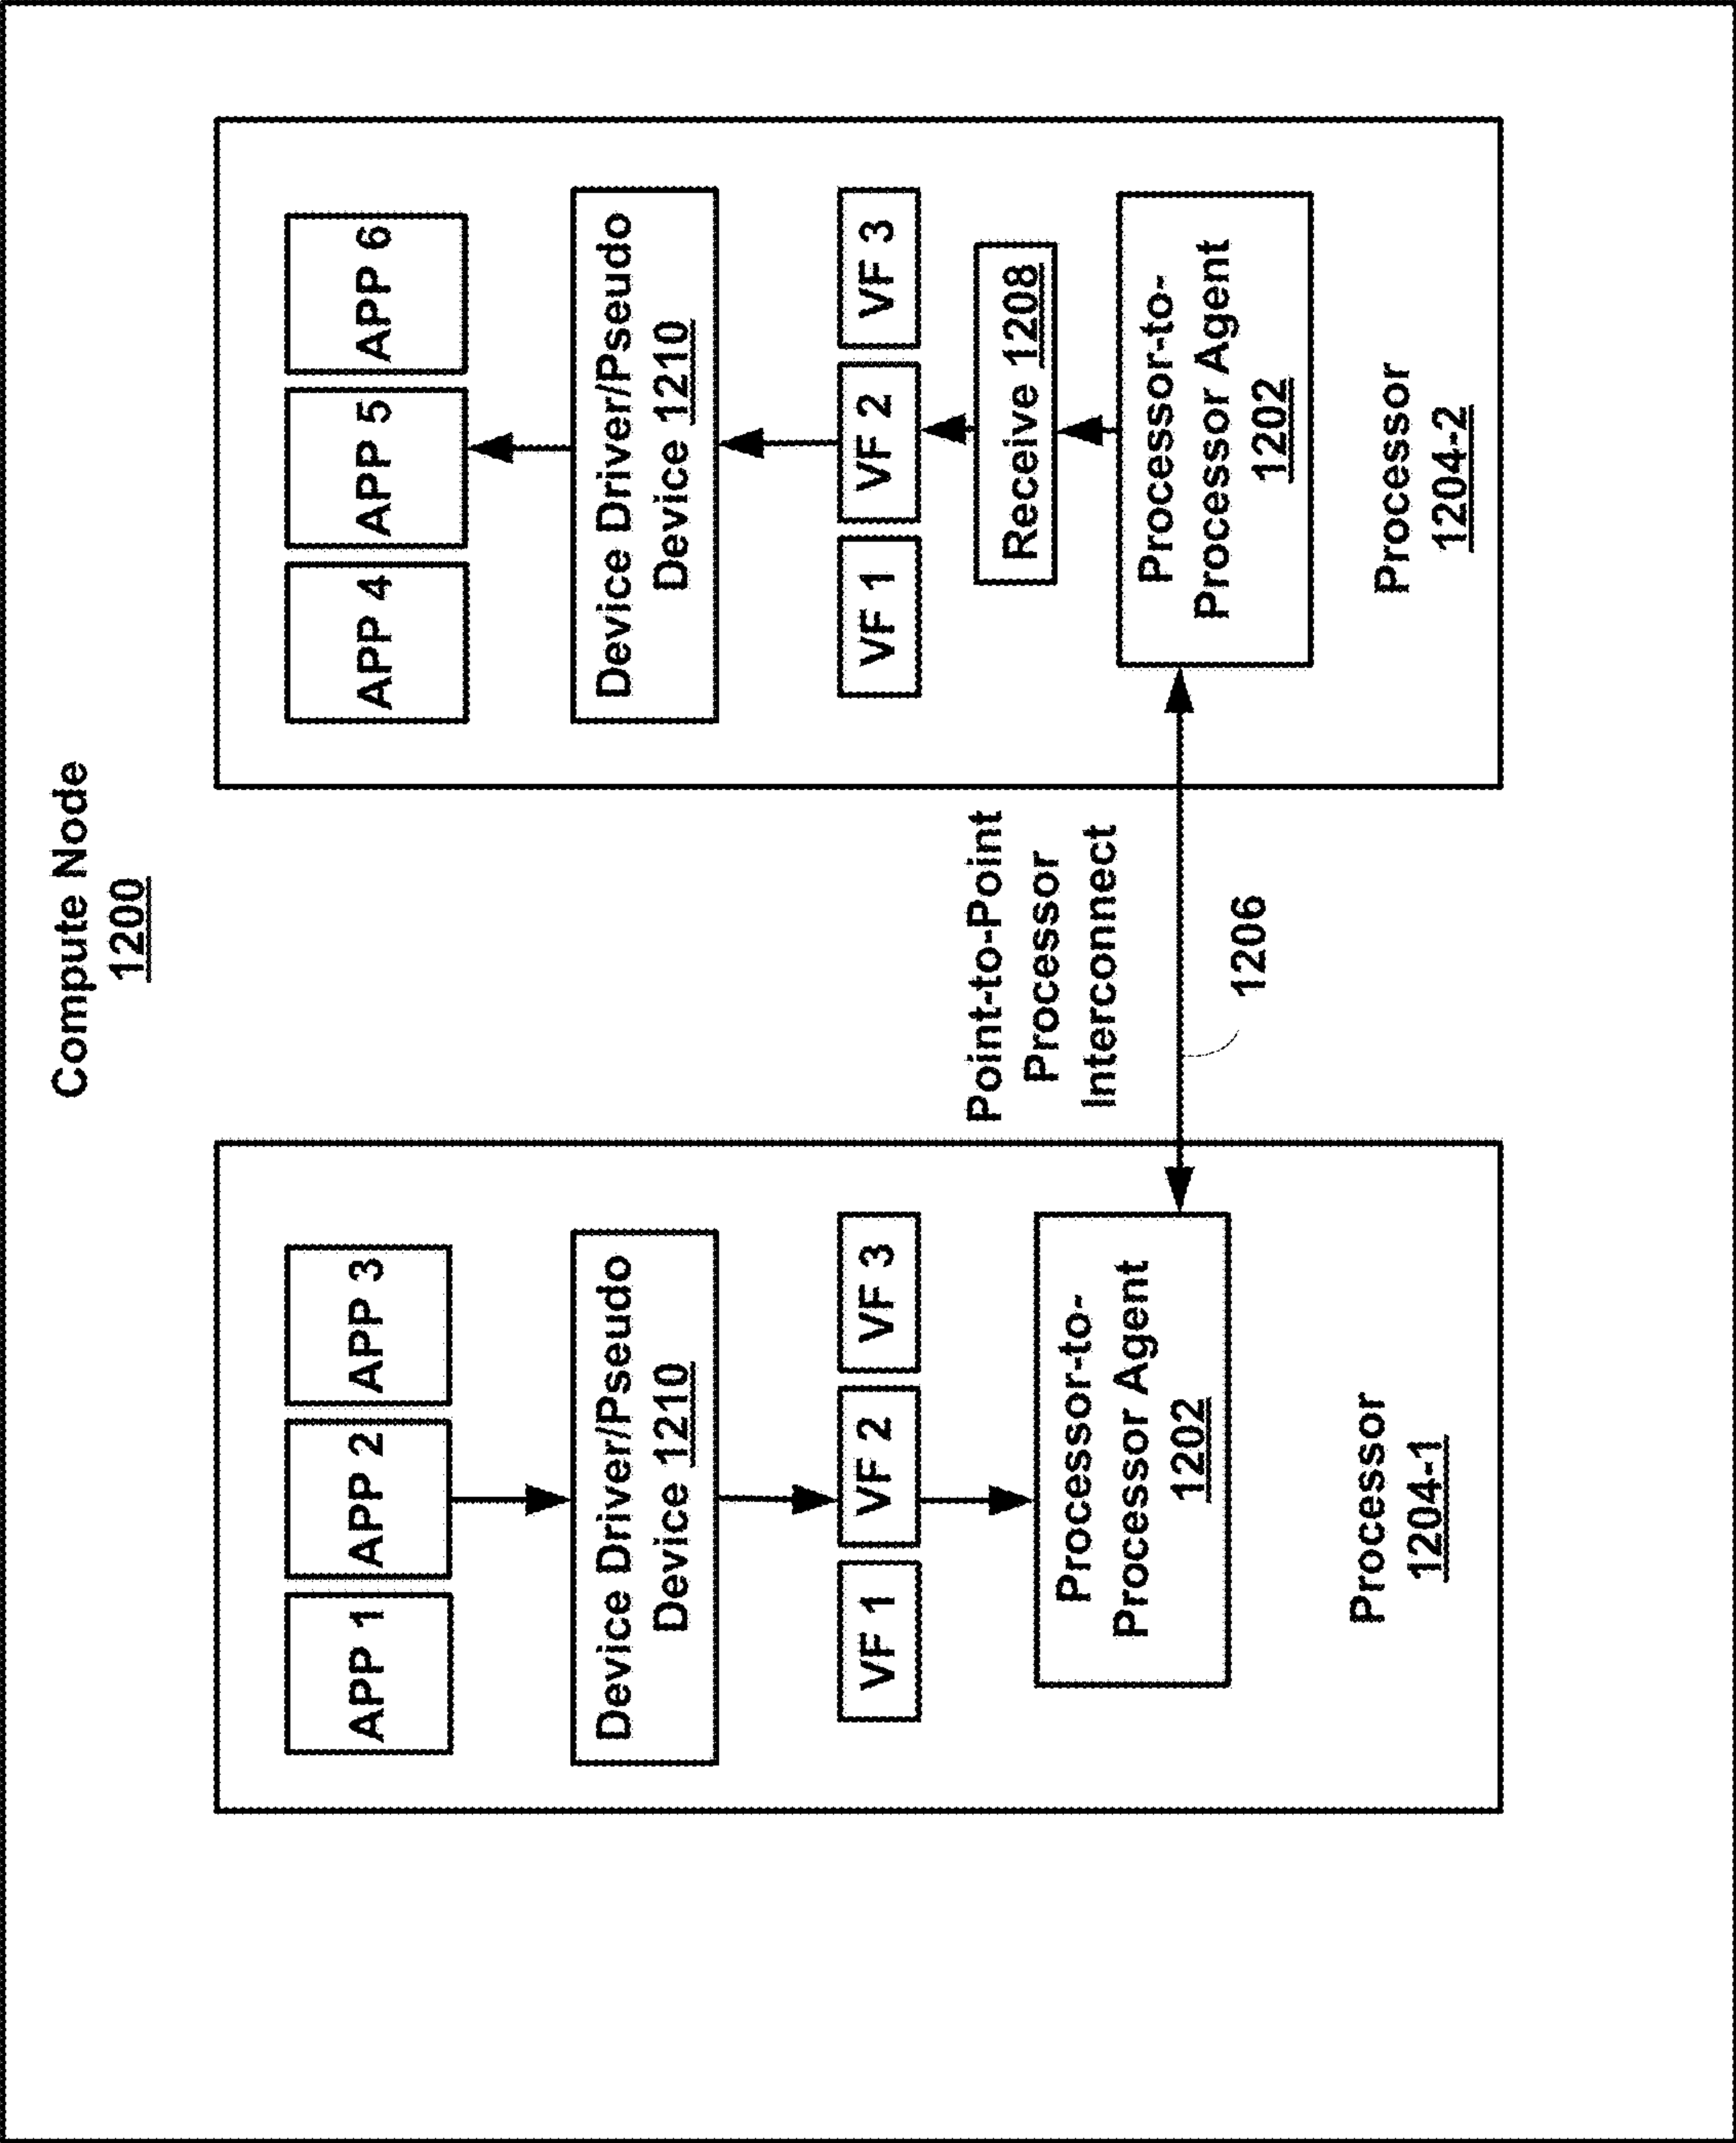 Compute Node
1200
APP 1
APP 2
APP 3
Device Driver/Pseudo
Device 1210
VF 1
VF 2
VF 3
Processor-to-
Processor Agent
1202
Processor
1204-1
Point-to-Point
Processor
Interconnect
1206
APP 4
APP 5
APP 6
Device Driver/Pseudo
Device 1210
VF 1
VF 2
VF 3
Receive 1208
Processor-to-
Processor Agent
1202
Processor
1204-2